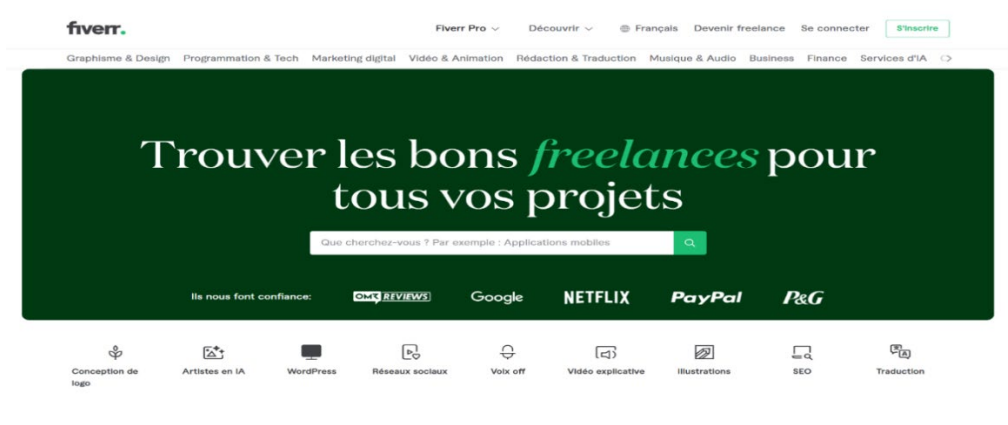 fiverr.
Fiverr Pro Découvrir Français Devenir freelance Se connecter S'inscrire
Graphisme & Design Programmation & Tech Marketing digital Vidéo & Animation Rédaction & Traduction Musique & Audio Business Finance Services d'iA
Trouver les bons freelances pour
tous vos projets
Que cherchez-vous ? Par exemple : Applications mobiles
Ils nous font confiance: OMR REVIEWS Google NETFLIX PayPal P&G
Conception de logo
Artistes en iA
WordPress
Réseaux sociaux
Voix off
Vidéo explicative
Illustrations
SEO
Traduction